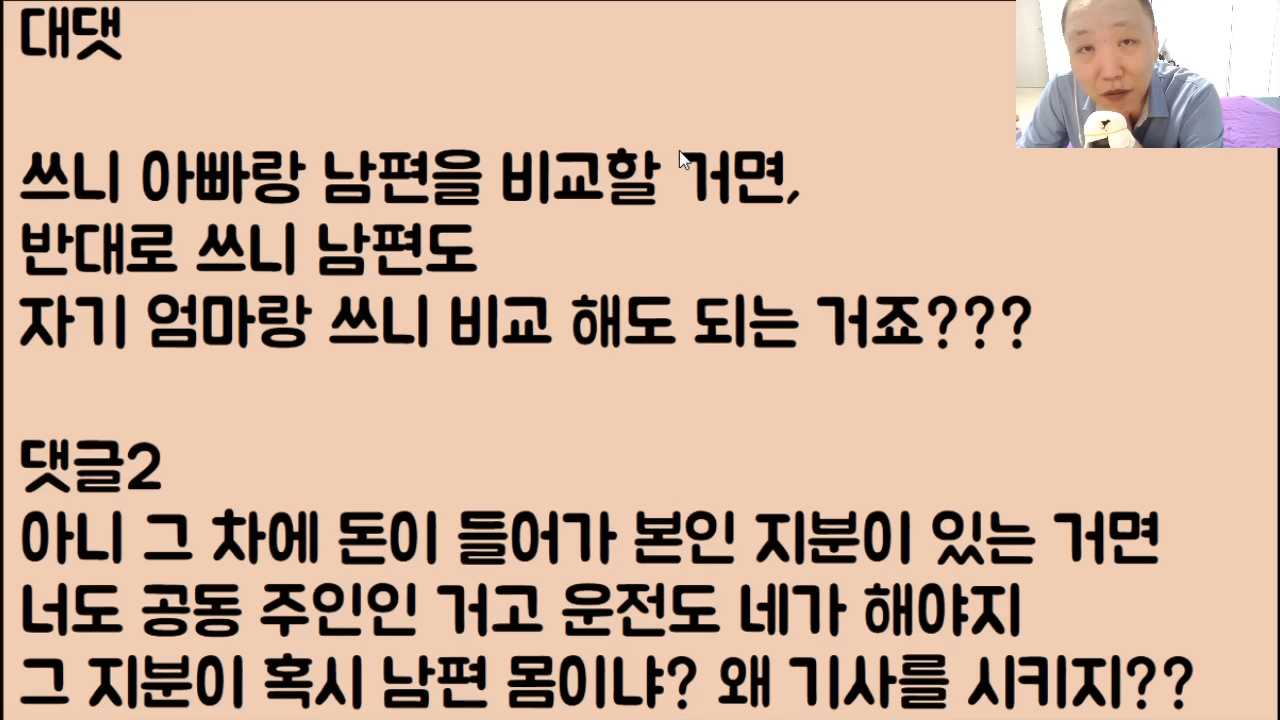 대댓
쓰니 아빠랑 남편을 비교할 거면,
반대로 쓰니 남편도
자기 엄마랑 쓰니 비교 해도 되는 거죠???
댓글2
아니 그 차에 돈이 들어가 본인 지분이 있는 거면
너도 공동 주인인 거고 운전도 네가 해야지
그 지분이 혹시 남편 몸이냐? 왜 기사를 시키지??